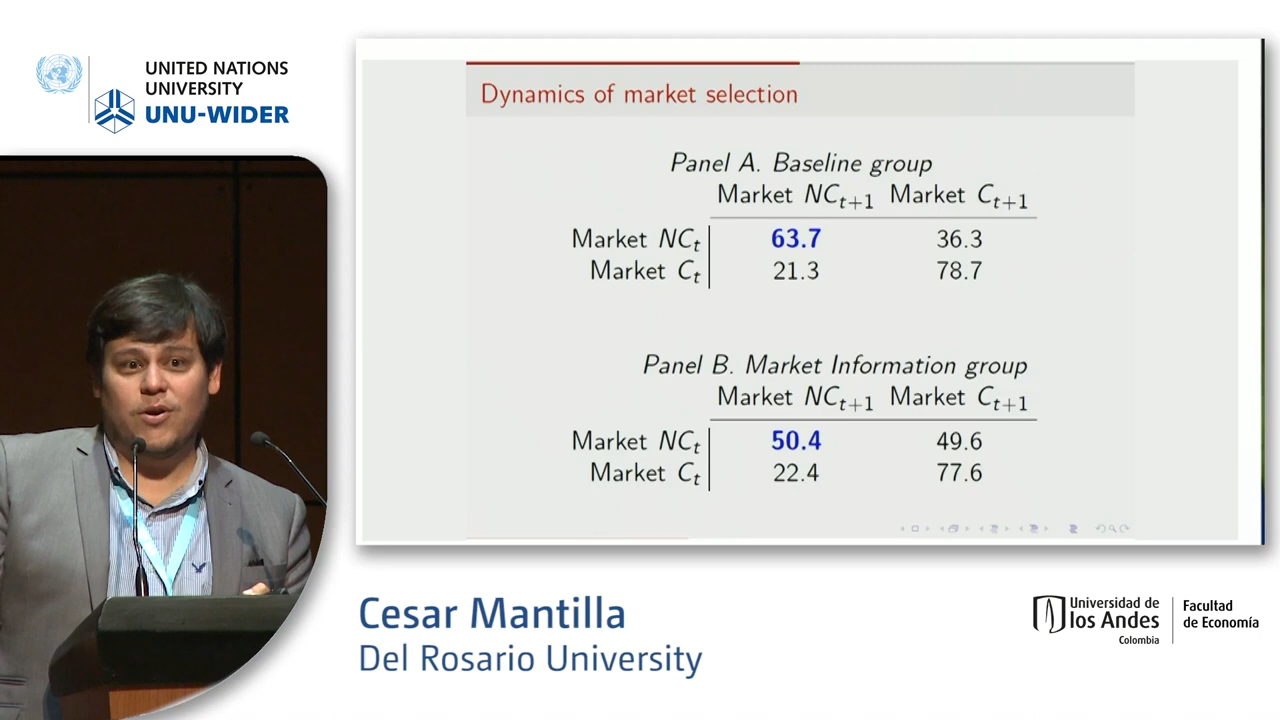 UNITED NATIONS
UNIVERSITY
UNU-WIDER
Dynamics of market selection
Panel A. Baseline group
Market NCt+1 Market Ct+1
Market NCt 63.7 36.3
Market Ct 21.3 78.7
Panel B. Market Information group
Market NCt+1 Market Ct+1
Market NCt 50.4 49.6
Market Ct 22.4 77.6
Cesar Mantilla
Del Rosario University
Universidad de
los Andes
Colombia
Facultad
de Economía